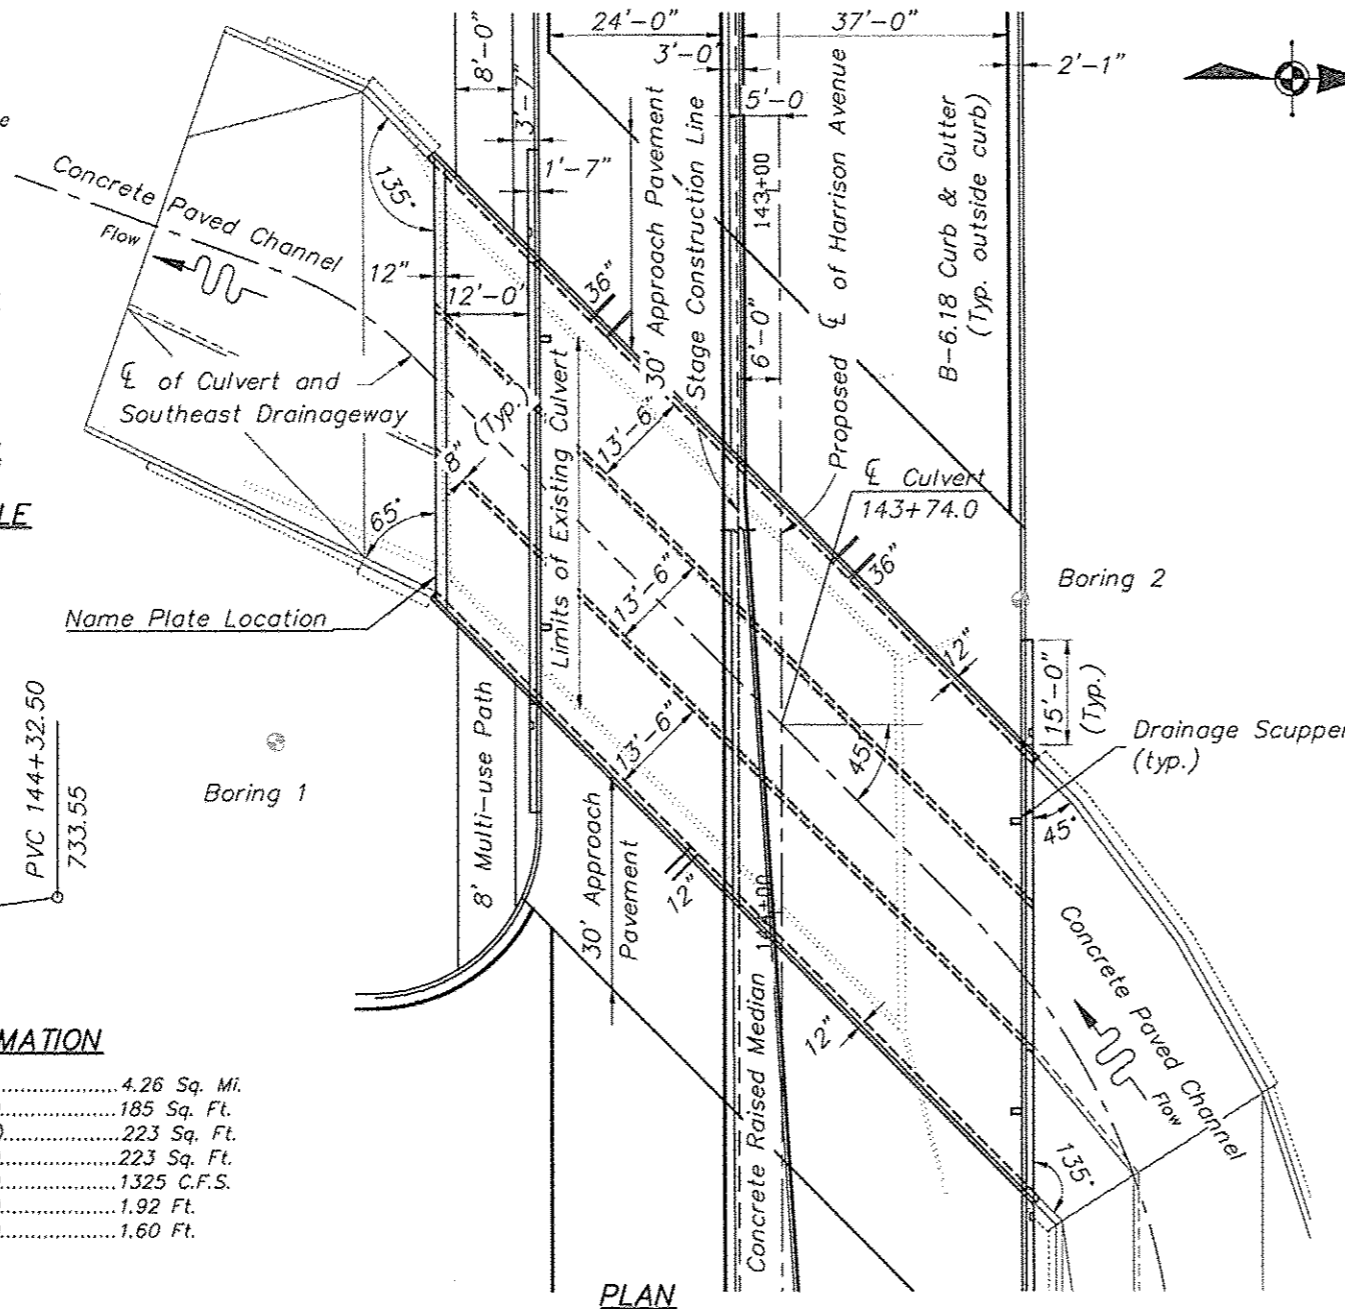 24'-0"
37'-0"
8'-0"
3'-0"
2'-1"
3'-7"
5'-0
1'-7"
143+00
30' Approach Pavement
Stage Construction Line
Proposed ℄ of Harrison Avenue
B-6.18 Curb & Gutter
(Typ. outside curb)
Concrete Paved Channel
Flow
135°
12"
12'-0"
36"
6'-0"
℄ of Culvert and
Southeast Drainageway
8" (Typ.)
Limits of Existing Culvert
13'-6"
℄ Culvert
143+74.0
65°
36"
Name Plate Location
13'-6"
Boring 2
12"
15'-0"
(Typ.)
Drainage Scupper
(typ.)
13'-6"
45°
45°
PVC 144+32.50
733.55
Boring 1
8' Multi-use Path
30' Approach
Pavement
12"
12"
Concrete Raised Median
Concrete Paved Channel
Flow
135°
LE
MATION
4.26 Sq. Mi.
185 Sq. Ft.
223 Sq. Ft.
223 Sq. Ft.
1325 C.F.S.
1.92 Ft.
1.60 Ft.
PLAN